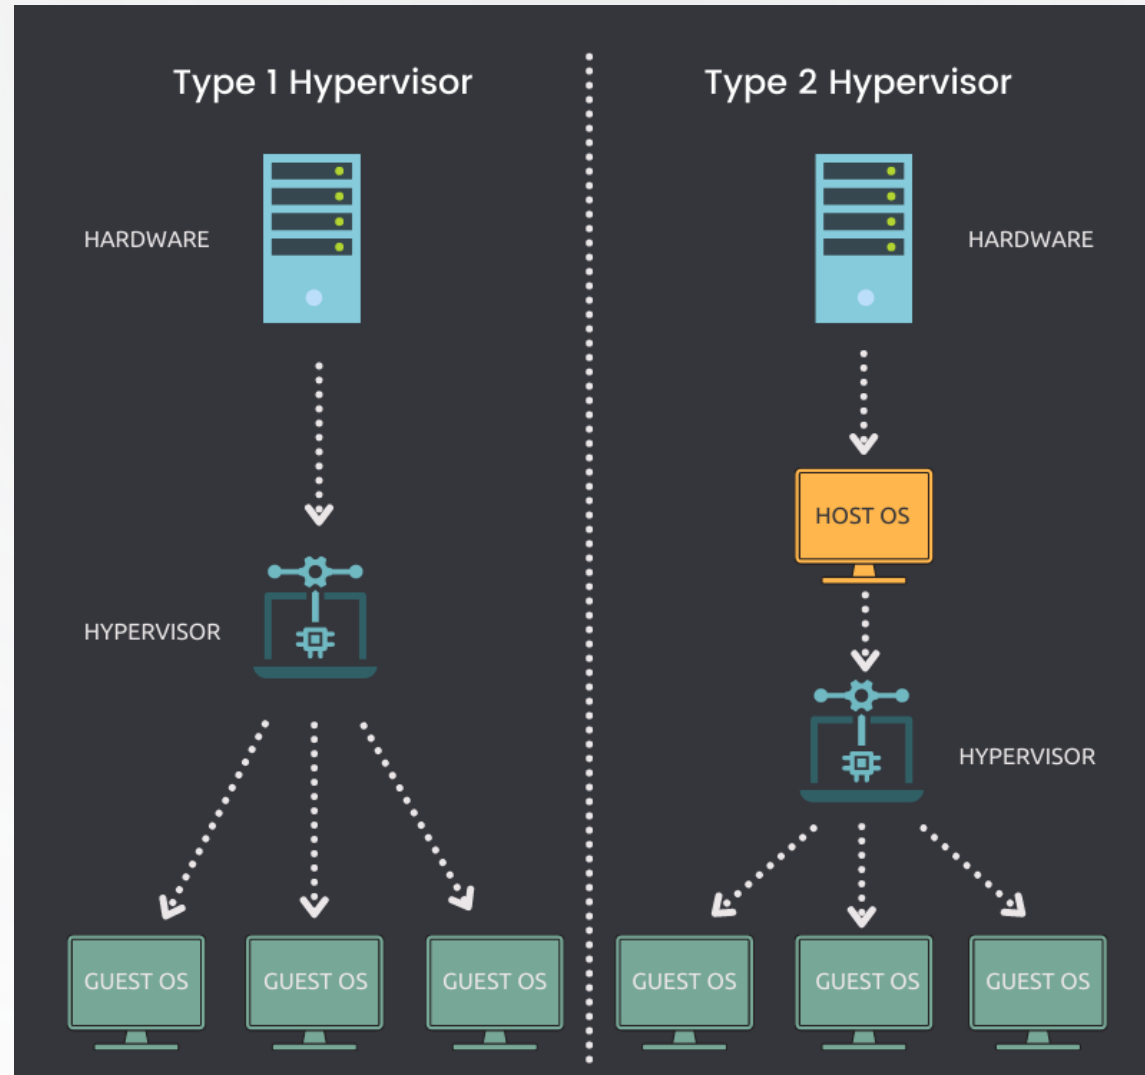 Type 1 Hypervisor
HARDWARE
HYPERVISOR
GUEST OS
GUEST OS
GUEST OS
Type 2 Hypervisor
HARDWARE
HOST OS
HYPERVISOR
GUEST OS
GUEST OS
GUEST OS